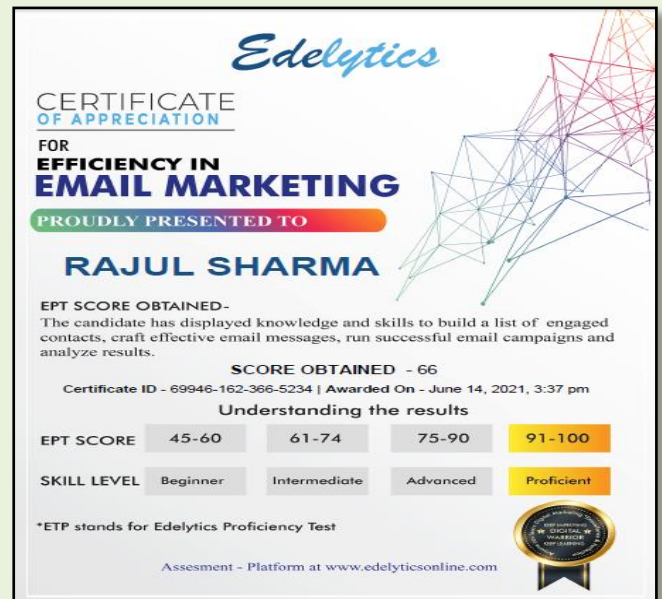 Edelytics
CERTIFICATE
OF APPRECIATION
FOR
EFFICIENCY IN
EMAIL MARKETING
PROUDLY PRESENTED TO
RAJUL SHARMA
EPT SCORE OBTAINED-
The candidate has displayed knowledge and skills to build a list of engaged
contacts, craft effective email messages, run successful email campaigns and
analyze results.
SCORE OBTAINED - 66
Certificate ID - 69946-162-366-5234 | Awarded On - June 14, 2021, 3:37 pm
Understanding the results
EPT SCORE 45-60 61-74 75-90 91-100
SKILL LEVEL Beginner Intermediate Advanced Proficient
*ETP stands for Edelytics Proficiency Test
DIGITAL
WARRIOR
Assesment - Platform at www.edelyticsonline.com